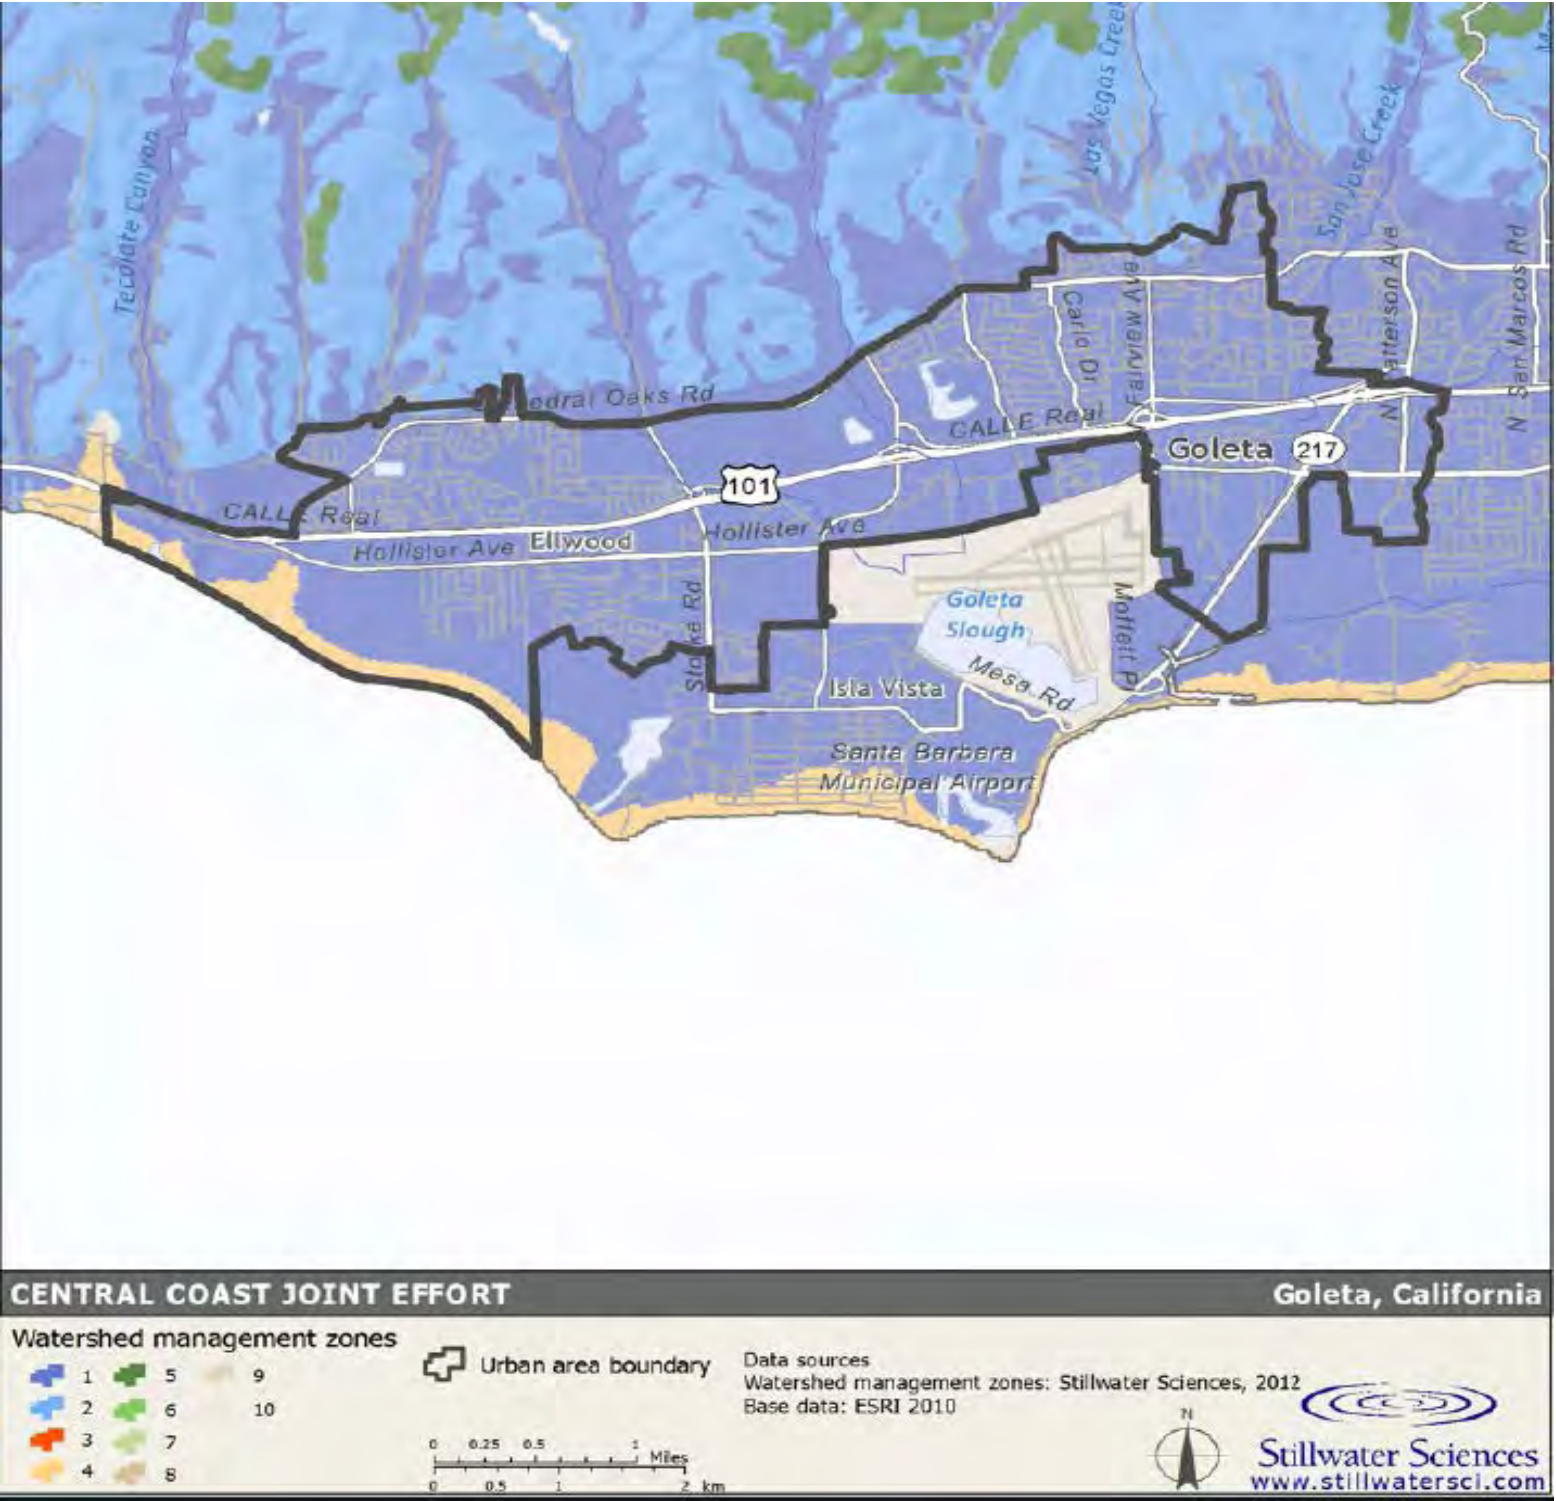 Las Vegas Creek
Tecolote Canyon
San Jose Creek
N Patterson Ave
N San Marcos Rd
Carlo Dr
Fairview Ave
edral Oaks Rd
CALLE Real
Goleta
217
101
CALLE Real
Hollister Ave
Ellwood
Hollister Ave
Goleta
Slough
Moffett Pl
Storke Rd
Mesa Rd
Isla Vista
Santa Barbara
Municipal Airport
CENTRAL COAST JOINT EFFORT
Goleta, California
Watershed management zones
1
2
3
4
5
6
7
8
9
10
Urban area boundary
0 0.25 0.5 1
Miles
0 0.5 1 2 km
Data sources
Watershed management zones: Stillwater Sciences, 2012
Base data: ESRI 2010
N
Stillwater Sciences
www.stillwatersci.com